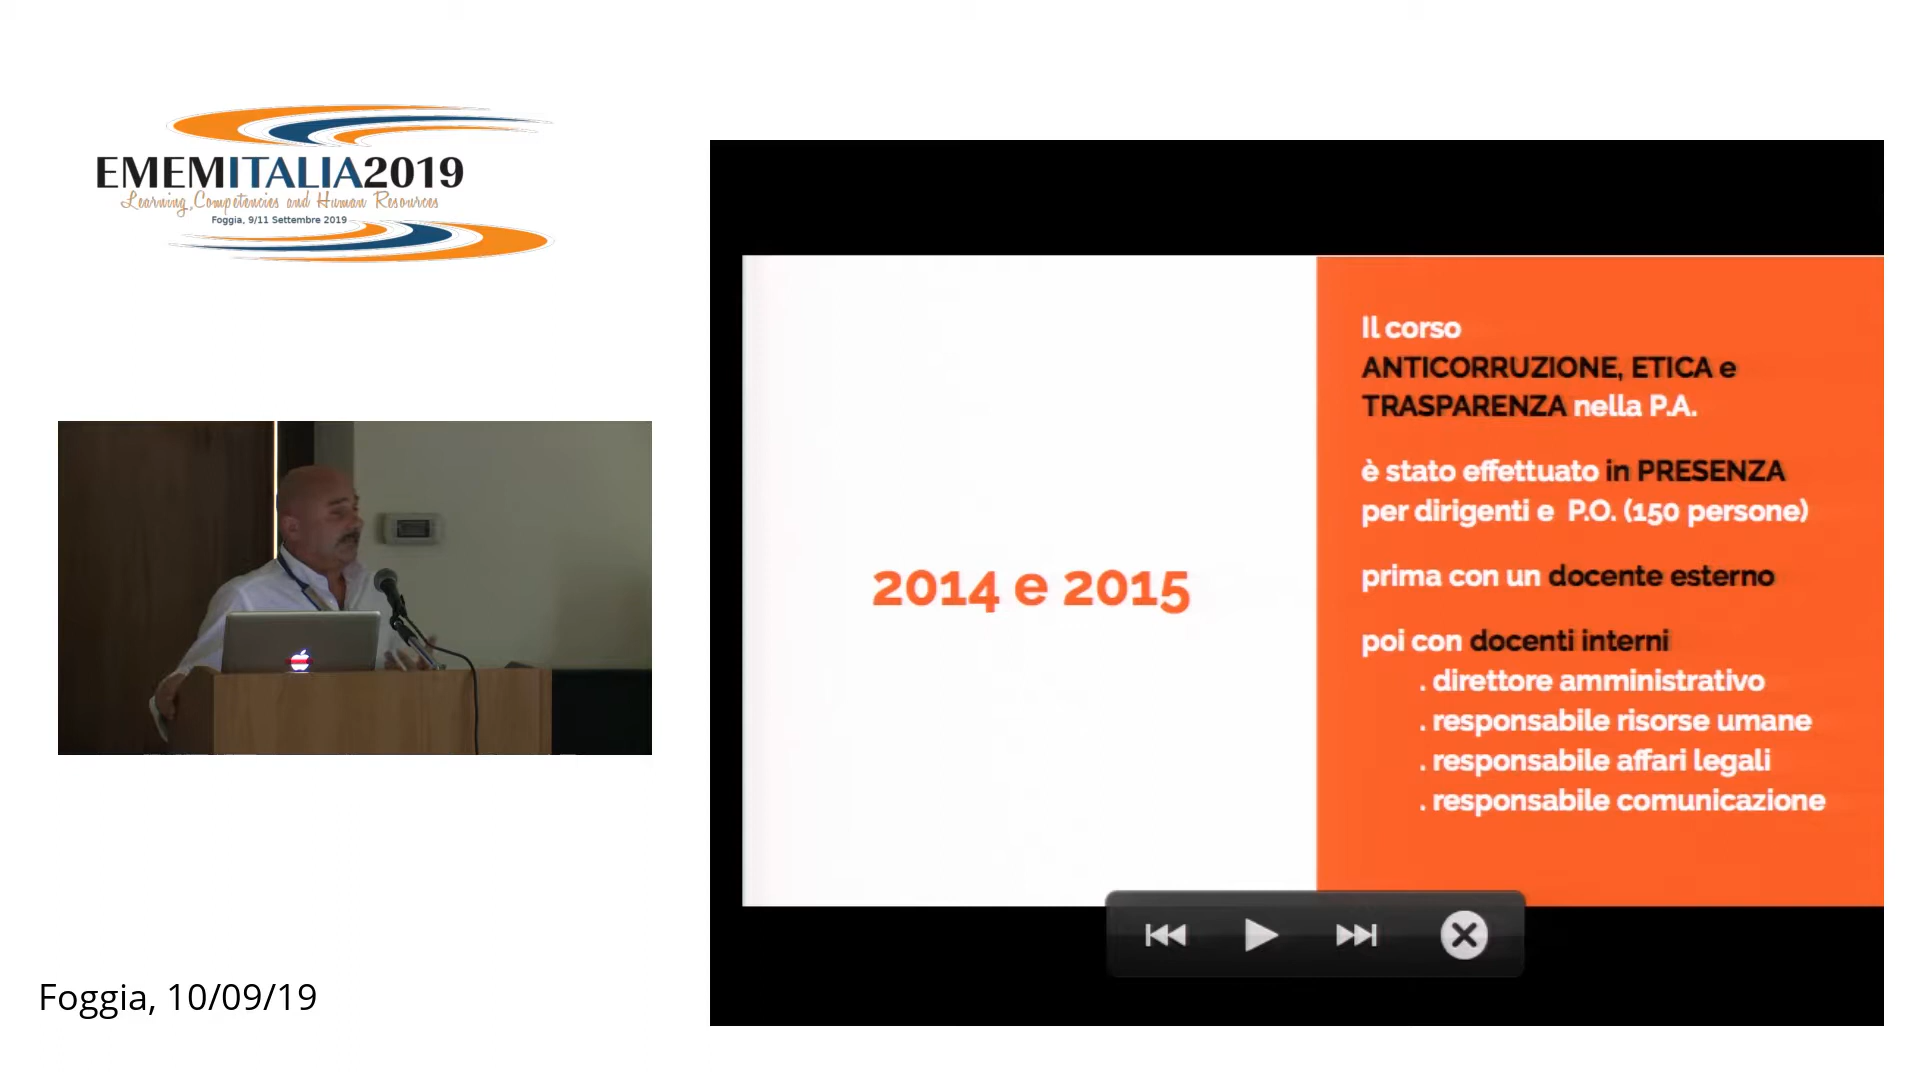 EMEMITALIA2019
Learning, Competencies and Human Resources
Foggia, 9/11 Settembre 2019
2014 e 2015
Il corso
ANTICORRUZIONE, ETICA e
TRASPARENZA nella P.A.
è stato effettuato in PRESENZA
per dirigenti e P.O. (150 persone)
prima con un docente esterno
poi con docenti interni
. direttore amministrativo
. responsabile risorse umane
. responsabile affari legali
. responsabile comunicazione
Foggia, 10/09/19